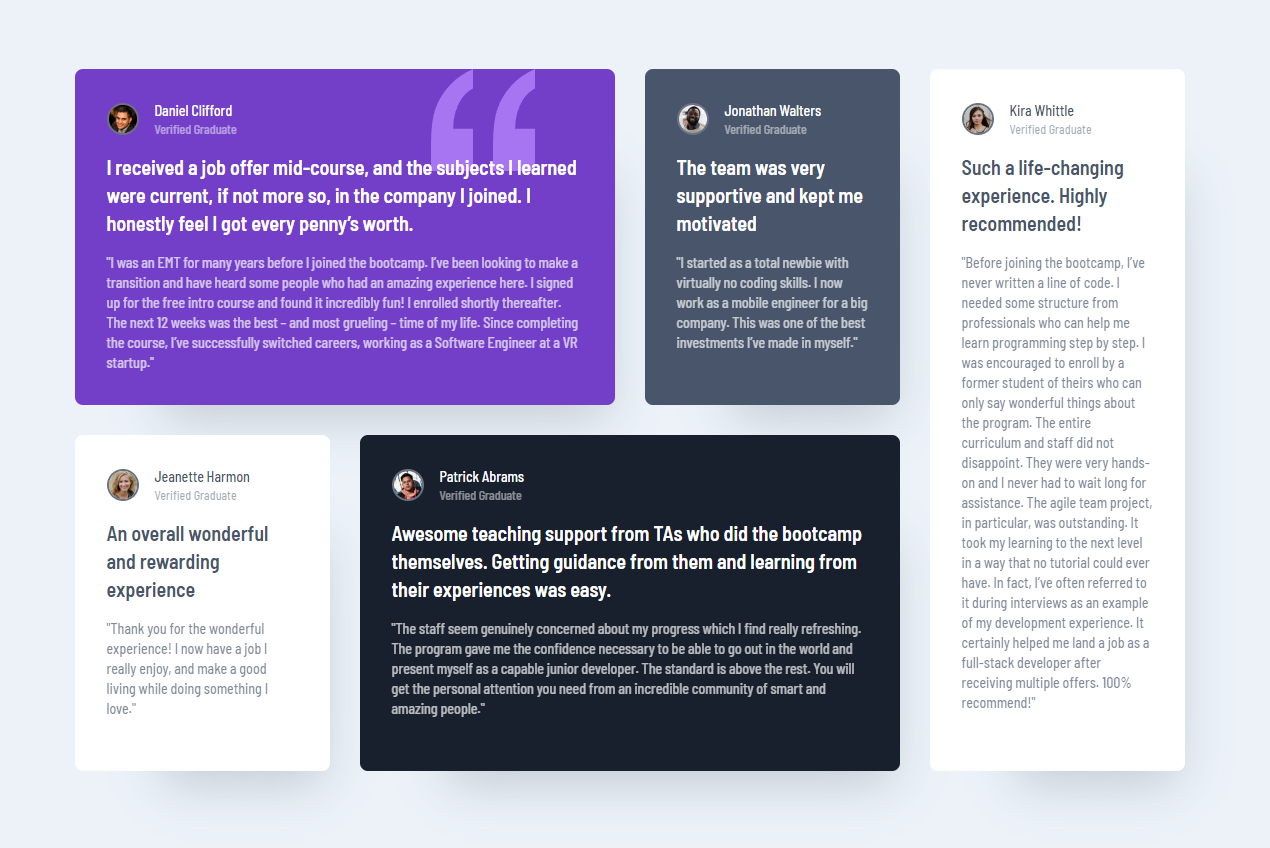 Daniel Clifford
Verified Graduate
I received a job offer mid-course, and the subjects I learned
were current, if not more so, in the company I joined. I
honestly feel I got every penny’s worth.
"I was an EMT for many years before I joined the bootcamp. I’ve been looking to make a
transition and have heard some people who had an amazing experience here. I signed
up for the free intro course and found it incredibly fun! I enrolled shortly thereafter.
The next 12 weeks was the best – and most grueling – time of my life. Since completing
the course, I’ve successfully switched careers, working as a Software Engineer at a VR
startup."
Jonathan Walters
Verified Graduate
The team was very
supportive and kept me
motivated
"I started as a total newbie with
virtually no coding skills. I now
work as a mobile engineer for a big
company. This was one of the best
investments I’ve made in myself."
Kira Whittle
Verified Graduate
Such a life-changing
experience. Highly
recommended!
"Before joining the bootcamp, I’ve
never written a line of code. I
needed some structure from
professionals who can help me
learn programming step by step. I
was encouraged to enroll by a
former student of theirs who can
only say wonderful things about
the program. The entire
curriculum and staff did not
disappoint. They were very hands-
on and I never had to wait long for
assistance. The agile team project,
in particular, was outstanding. It
took my learning to the next level
in a way that no tutorial could ever
have. In fact, I’ve often referred to
it during interviews as an example
of my development experience. It
certainly helped me land a job as a
full-stack developer after
receiving multiple offers. 100%
recommend!"
Jeanette Harmon
Verified Graduate
An overall wonderful
and rewarding
experience
"Thank you for the wonderful
experience! I now have a job I
really enjoy, and make a good
living while doing something I
love."
Patrick Abrams
Verified Graduate
Awesome teaching support from TAs who did the bootcamp
themselves. Getting guidance from them and learning from
their experiences was easy.
"The staff seem genuinely concerned about my progress which I find really refreshing.
The program gave me the confidence necessary to be able to go out in the world and
present myself as a capable junior developer. The standard is above the rest. You will
get the personal attention you need from an incredible community of smart and
amazing people."